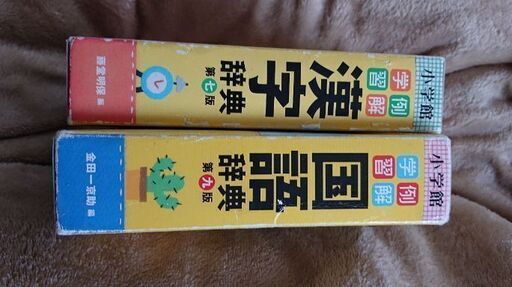 小学館
例解
学習
漢字
辞典
第七版
藤堂明保 編
小学館
例解
学習
国語
辞典
第九版
金田一京助 編